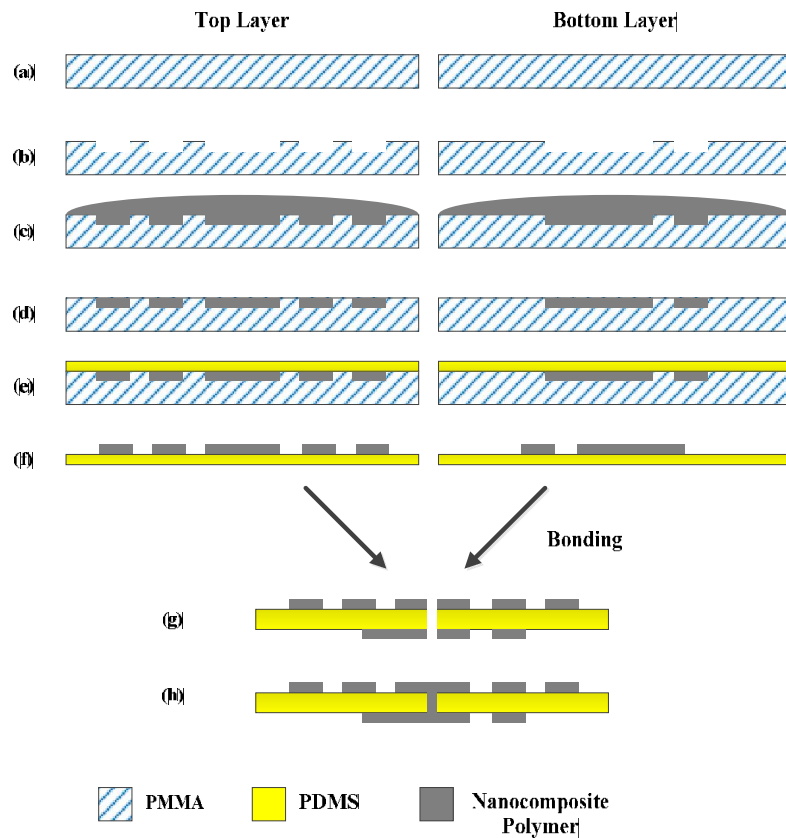 Top Layer
Bottom Layer
(a)
(b)
(c)
(d)
(e)
(f)
Bonding
(g)
(h)
PMMA
PDMS
Nanocomposite
Polymer